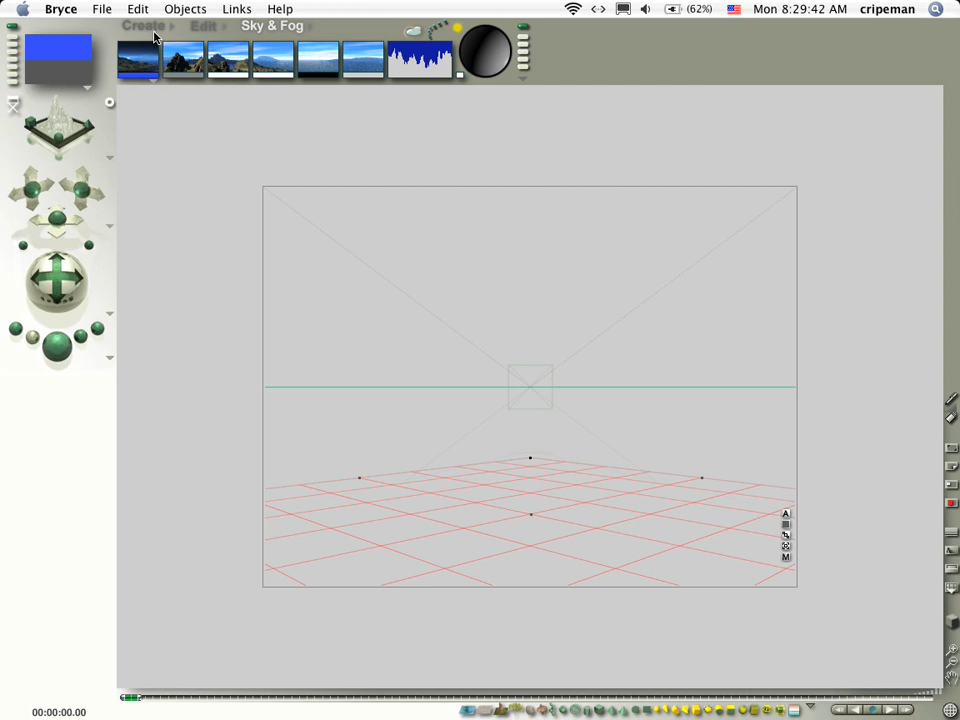 Bryce File Edit Objects Links Help (62%) Mon 8:29:42 AM cripeman
Create Edit Sky & Fog
A
M
00:00:00.00